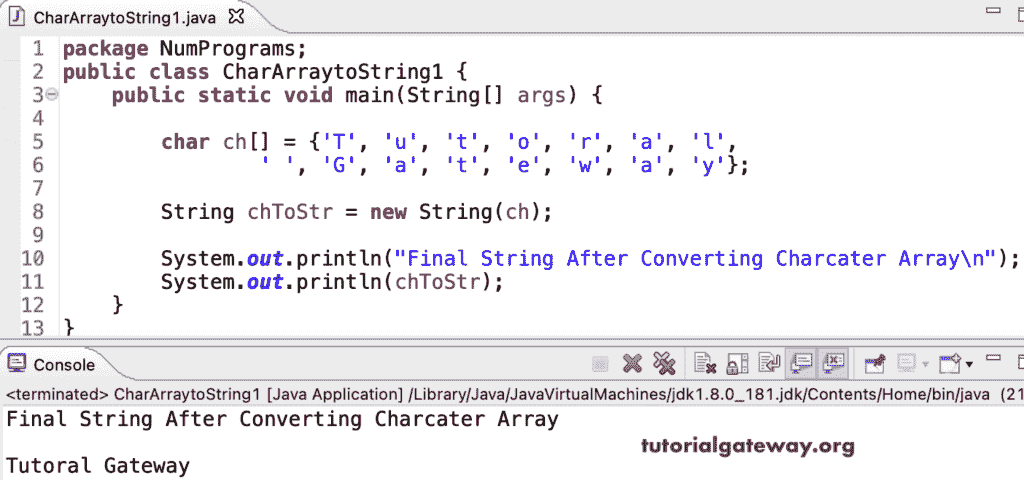 CharArraytoString1.java
1 package NumPrograms;
2 public class CharArraytoString1 {
3 public static void main(String[] args) {
4
5 char ch[] = {'T', 'u', 't', 'o', 'r', 'a', 'l',
6 ' ', 'G', 'a', 't', 'e', 'w', 'a', 'y'};
7
8 String chToStr = new String(ch);
9
10 System.out.println("Final String After Converting Charcater Array\n");
11 System.out.println(chToStr);
12 }
13 }
Console
<terminated> CharArraytoString1 [Java Application] /Library/Java/JavaVirtualMachines/jdk1.8.0_181.jdk/Contents/Home/bin/java (21
Final String After Converting Charcater Array
tutorialgateway.org
Tutoral Gateway